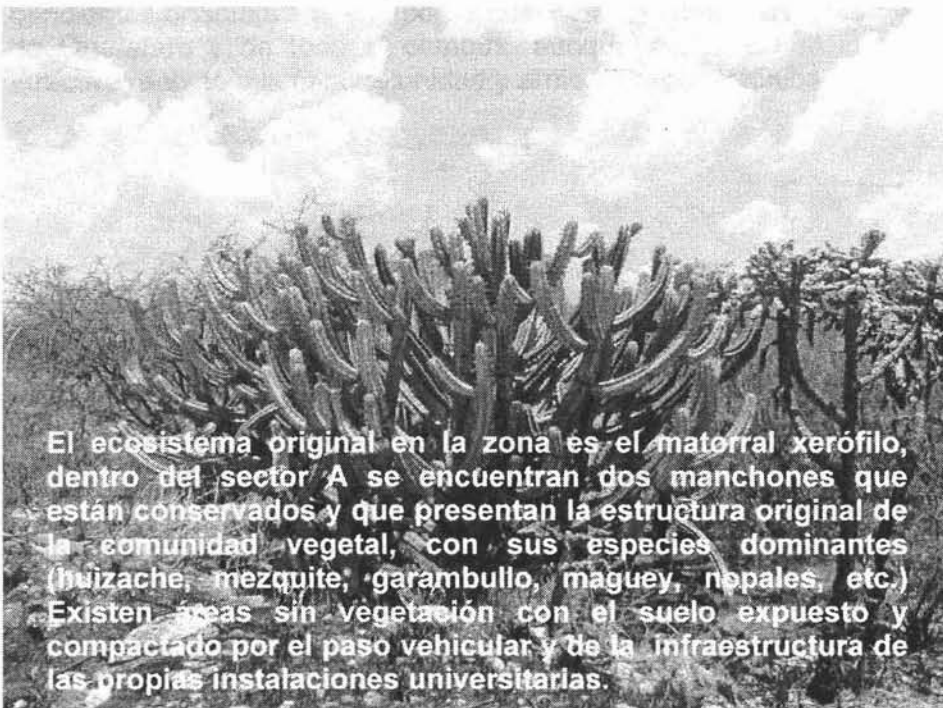 El ecosistema original en la zona es el matorral xerófilo,
dentro del sector A se encuentran dos manchones que
están conservados y que presentan la estructura original de
la comunidad vegetal, con sus especies dominantes
(huizache, mezquite, garambullo, maguey, nopales, etc.)
Existen áreas sin vegetación con el suelo expuesto y
compactado por el paso vehicular y de la infraestructura de
las propias instalaciones universitarias.